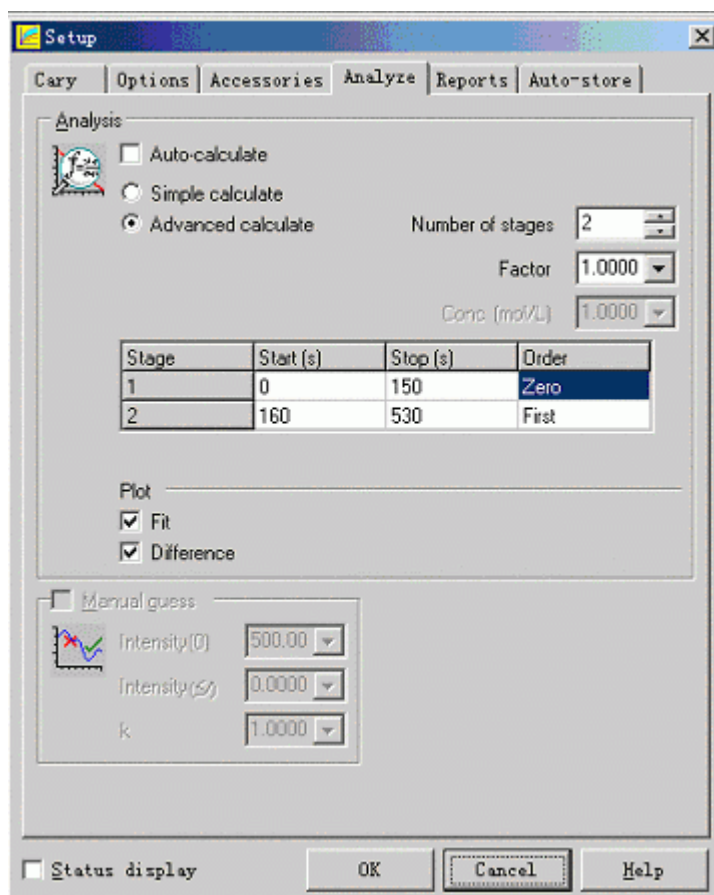 Setup
Cary Options Accessories Analyze Reports Auto-store
Analysis
Auto-calculate
Simple calculate
Advanced calculate Number of stages 2
Factor 1.0000
Conc (mol/L) 1.0000
Stage Start (s) Stop (s) Order
1 0 150 Zero
2 160 530 First
Plot
Fit
Difference
Manual guess
Intensity(0) 500.00
Intensity(≤/) 0.0000
k 1.0000
Status display OK Cancel Help